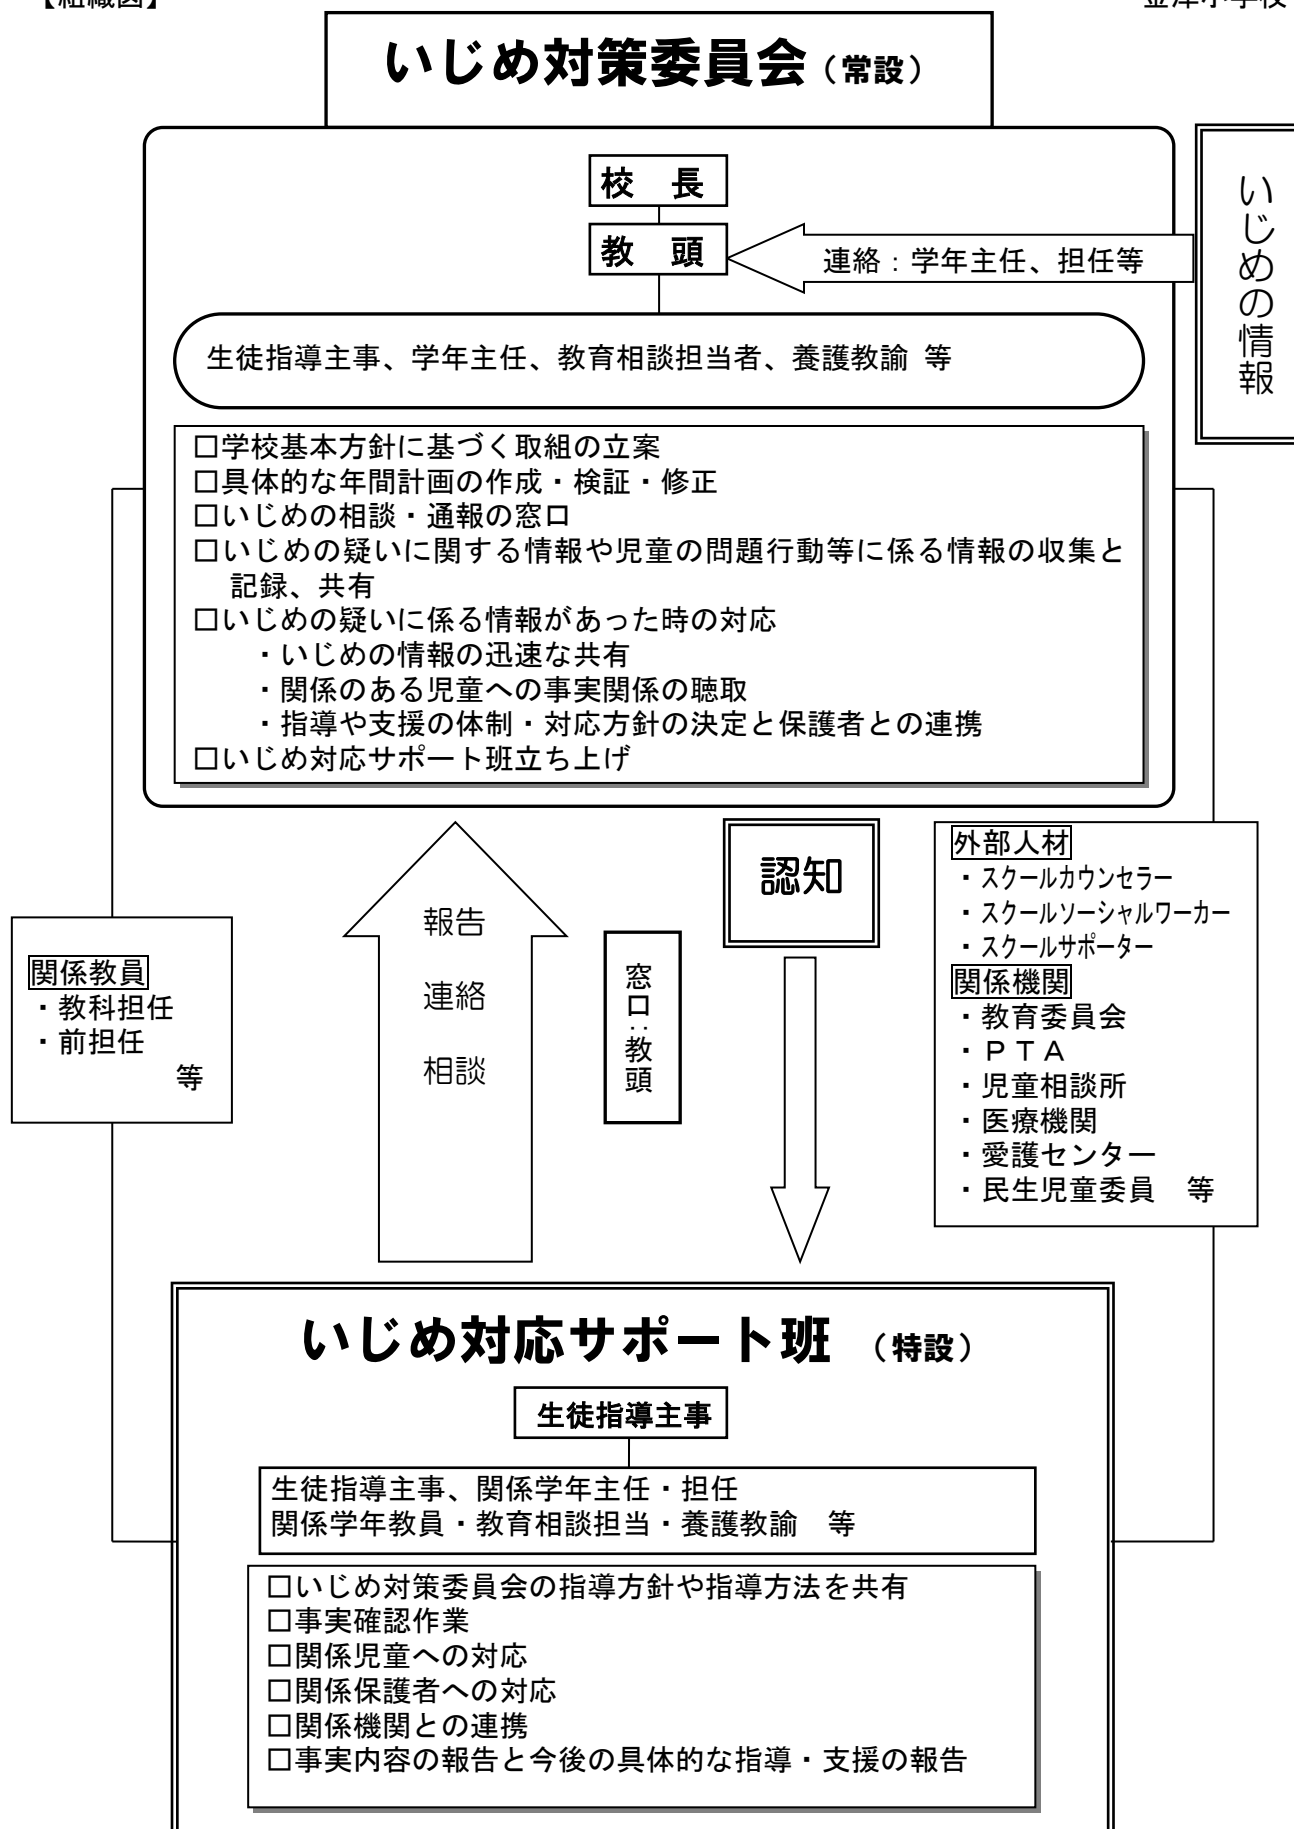 【組織図】
金津小学校
いじめ対策委員会（常設）
校　長
教　頭
連絡：学年主任、担任等
いじめの情報
生徒指導主事、学年主任、教育相談担当者、養護教諭 等
□学校基本方針に基づく取組の立案
□具体的な年間計画の作成・検証・修正
□いじめの相談・通報の窓口
□いじめの疑いに関する情報や児童の問題行動等に係る情報の収集と
記録、共有
□いじめの疑いに係る情報があった時の対応
・いじめの情報の迅速な共有
・関係のある児童への事実関係の聴取
・指導や支援の体制・対応方針の決定と保護者との連携
□いじめ対応サポート班立ち上げ
関係教員
・教科担任
・前担任
等
報告
連絡
相談
窓口：教頭
認知
外部人材
・スクールカウンセラー
・スクールソーシャルワーカー
・スクールサポーター
関係機関
・教育委員会
・ＰＴＡ
・児童相談所
・医療機関
・愛護センター
・民生児童委員　等
いじめ対応サポート班 （特設）
生徒指導主事
生徒指導主事、関係学年主任・担任
関係学年教員・教育相談担当・養護教諭　等
□いじめ対策委員会の指導方針や指導方法を共有
□事実確認作業
□関係児童への対応
□関係保護者への対応
□関係機関との連携
□事実内容の報告と今後の具体的な指導・支援の報告